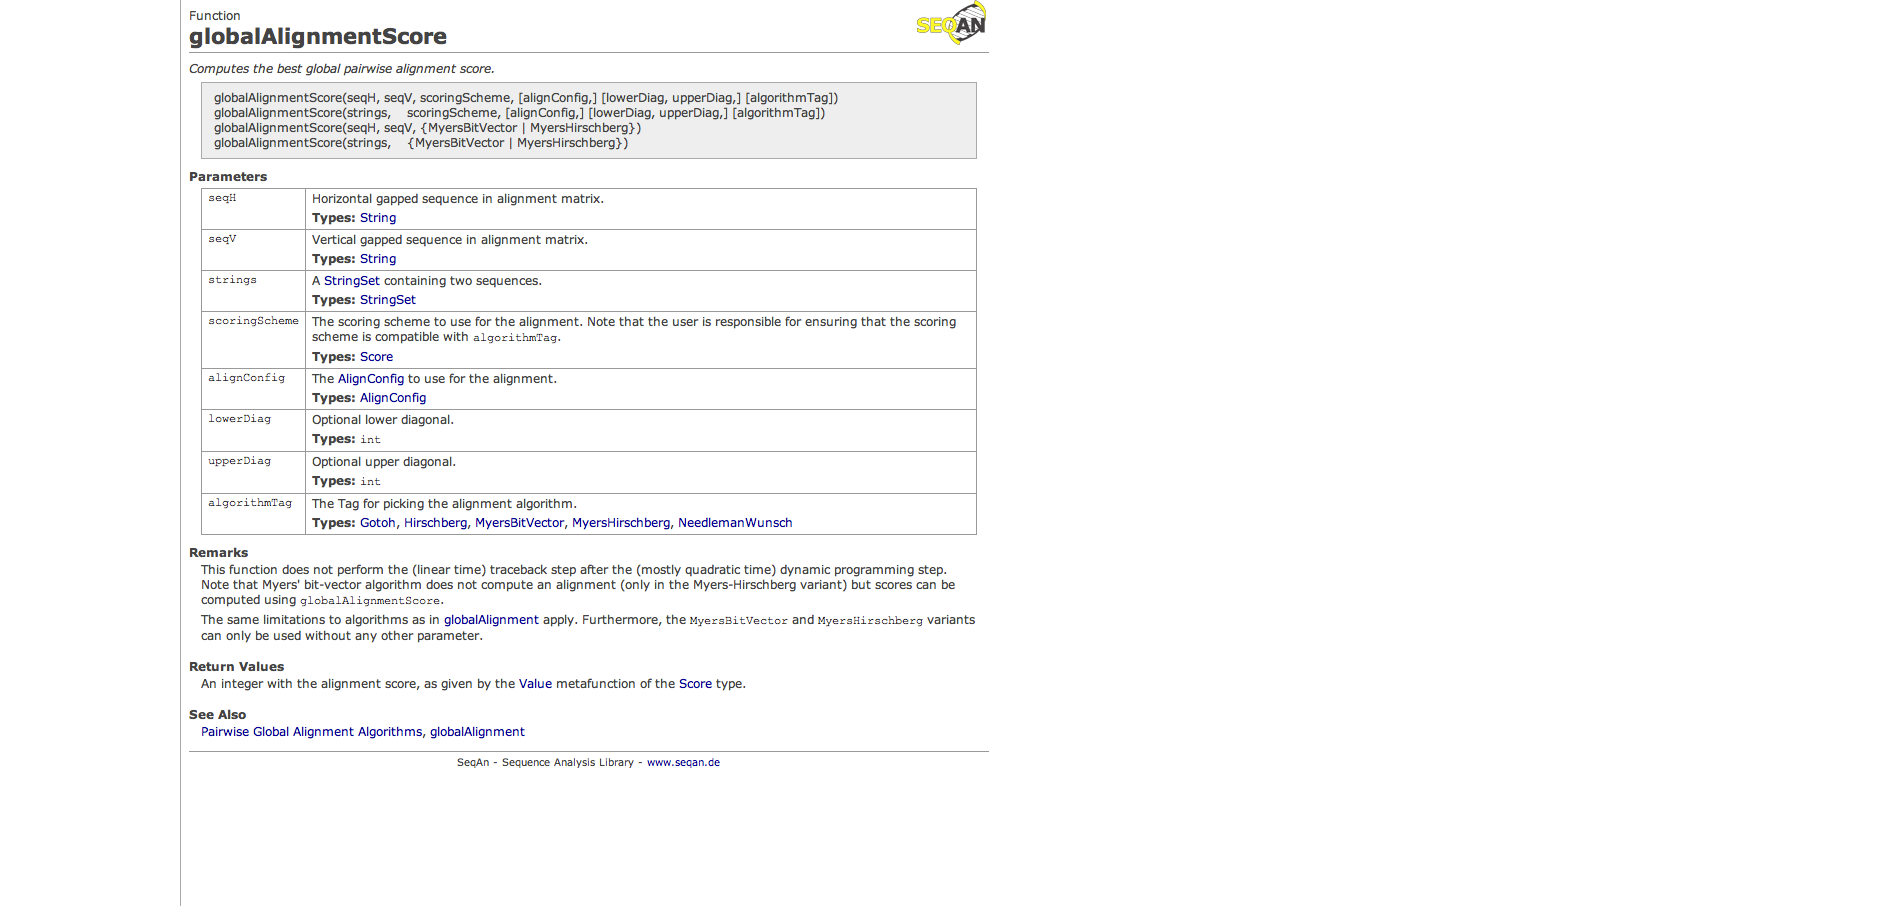 Function
SEQAN
globalAlignmentScore
Computes the best global pairwise alignment score.
globalAlignmentScore(seqH, seqV, scoringScheme, [alignConfig,] [lowerDiag, upperDiag,] [algorithmTag])
globalAlignmentScore(strings, scoringScheme, [alignConfig,] [lowerDiag, upperDiag,] [algorithmTag])
globalAlignmentScore(seqH, seqV, {MyersBitVector | MyersHirschberg})
globalAlignmentScore(strings, {MyersBitVector | MyersHirschberg})
Parameters
seqH Horizontal gapped sequence in alignment matrix.
Types: String
seqV Vertical gapped sequence in alignment matrix.
Types: String
strings A StringSet containing two sequences.
Types: StringSet
scoringScheme The scoring scheme to use for the alignment. Note that the user is responsible for ensuring that the scoring
scheme is compatible with algorithmTag.
Types: Score
alignConfig The AlignConfig to use for the alignment.
Types: AlignConfig
lowerDiag Optional lower diagonal.
Types: int
upperDiag Optional upper diagonal.
Types: int
algorithmTag The Tag for picking the alignment algorithm.
Types: Gotoh, Hirschberg, MyersBitVector, MyersHirschberg, NeedlemanWunsch
Remarks
This function does not perform the (linear time) traceback step after the (mostly quadratic time) dynamic programming step.
Note that Myers' bit-vector algorithm does not compute an alignment (only in the Myers-Hirschberg variant) but scores can be
computed using globalAlignmentScore.
The same limitations to algorithms as in globalAlignment apply. Furthermore, the MyersBitVector and MyersHirschberg variants
can only be used without any other parameter.
Return Values
An integer with the alignment score, as given by the Value metafunction of the Score type.
See Also
Pairwise Global Alignment Algorithms, globalAlignment
SeqAn - Sequence Analysis Library - www.seqan.de